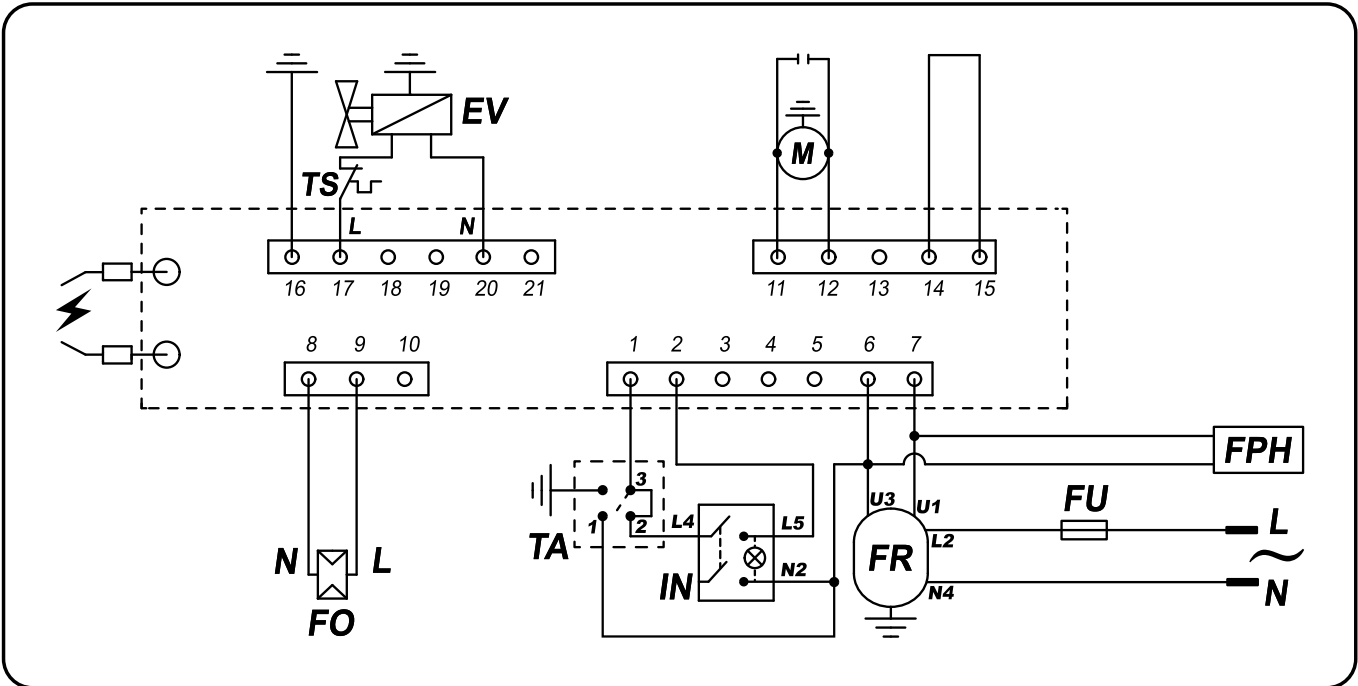 EV
M
TS
L N
16 17 18 19 20 21
11 12 13 14 15
8 9 10
1 2 3 4 5 6 7
FPH
3
U3 U1
FU
1 2 L4 L5
L2 L
TA
N L
FR
IN N2
N4 N
FO